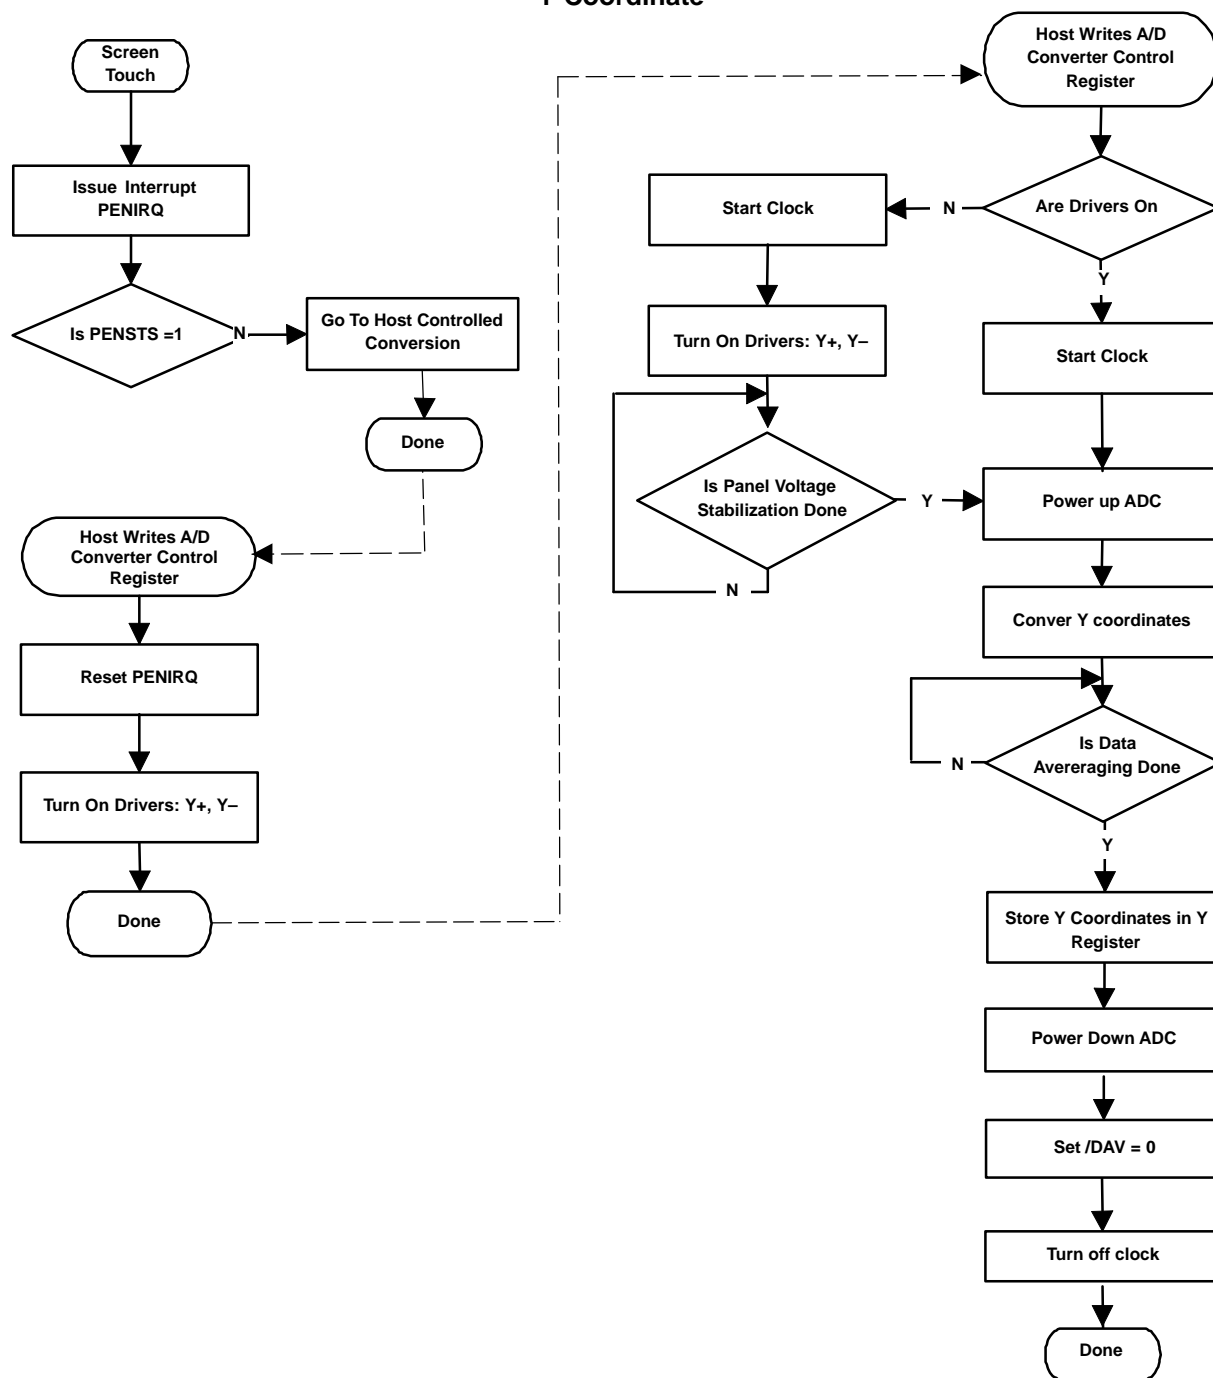 Y Coordinate
Screen
Touch
Issue Interrupt
PENIRQ
Is PENSTS =1
N
Go To Host Controlled
Conversion
Done
Host Writes A/D
Converter Control
Register
Reset PENIRQ
Turn On Drivers: Y+, Y–
Done
Host Writes A/D
Converter Control
Register
Are Drivers On
N
Y
Start Clock
Turn On Drivers: Y+, Y–
Is Panel Voltage
Stabilization Done
Y
N
Start Clock
Power up ADC
Conver Y coordinates
Is Data
Avereraging Done
N
Y
Store Y Coordinates in Y
Register
Power Down ADC
Set /DAV = 0
Turn off clock
Done